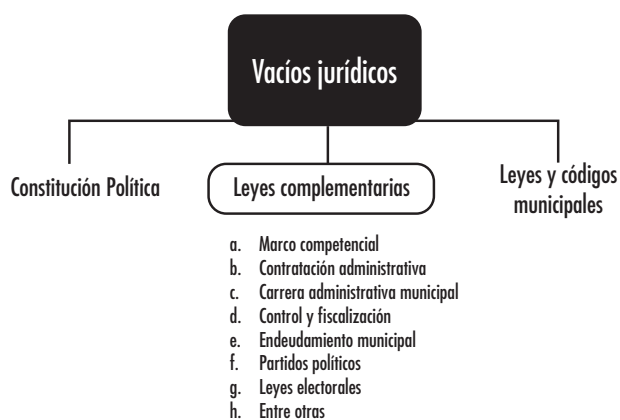 Vacíos jurídicos
Constitución Política
Leyes complementarias
Leyes y códigos
municipales
a. Marco competencial
b. Contratación administrativa
c. Carrera administrativa municipal
d. Control y fiscalización
e. Endeudamiento municipal
f. Partidos políticos
g. Leyes electorales
h. Entre otras